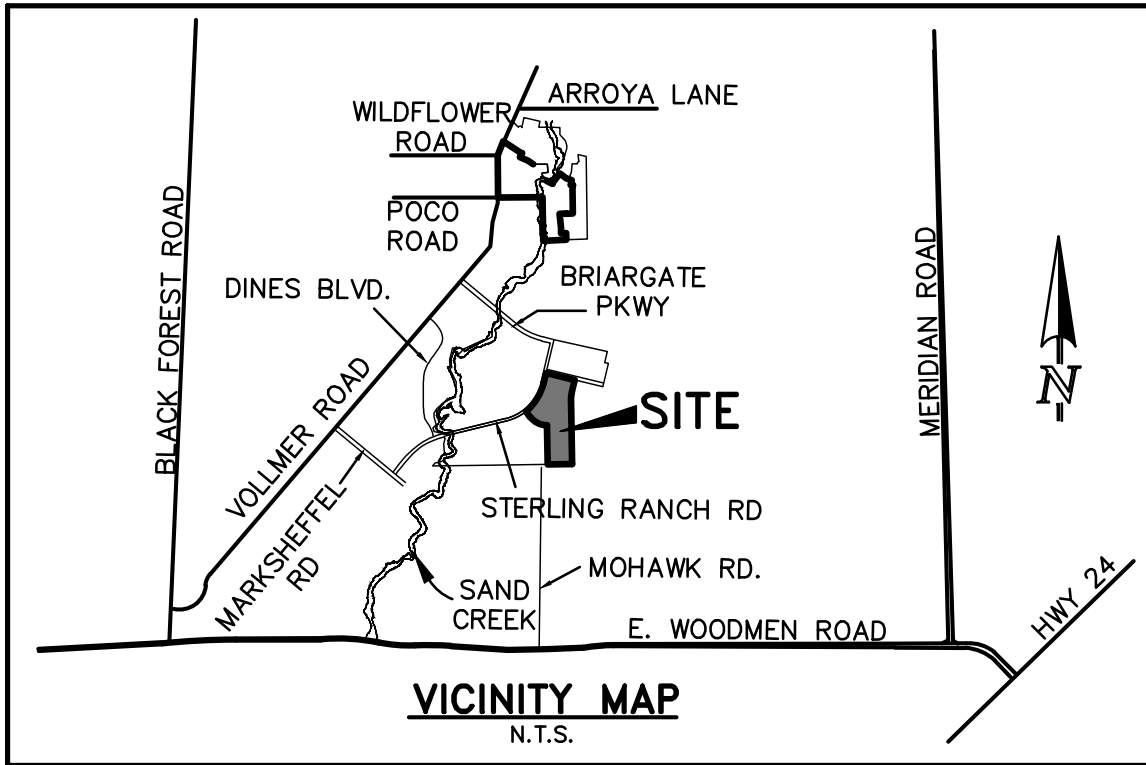 ARROYA LANE
WILDFLOWER
ROAD
POCO
ROAD
BLACK FOREST ROAD
DINES BLVD.
BRIARGATE
PKWY
MERIDIAN ROAD
N
VOLLMER ROAD
SITE
MARKSHEFFEL
RD
STERLING RANCH RD
MOHAWK RD.
SAND
CREEK
E. WOODMEN ROAD
HWY 24
VICINITY MAP
N.T.S.